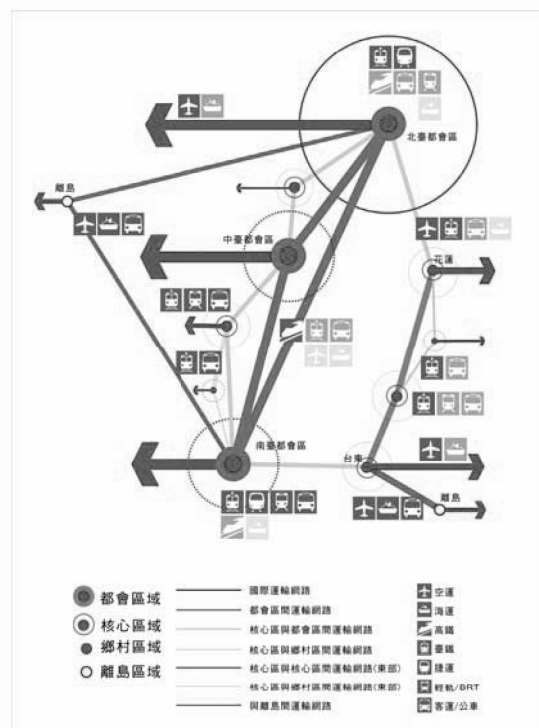 北臺都會區
離島
中臺都會區
花蓮
南臺都會區
台東
離島
都會區域
核心區域
鄉村區域
離島區域
國際運輸網路
都會區間運輸網路
核心區與都會區間運輸網路
核心區與鄉村區間運輸網路
核心區與核心區間運輸網路(東部)
核心區與鄉村區間運輸網路(東部)
與離島間運輸網路
空運
海運
高鐵
臺鐵
捷運
輕軌/BRT
客運/公車